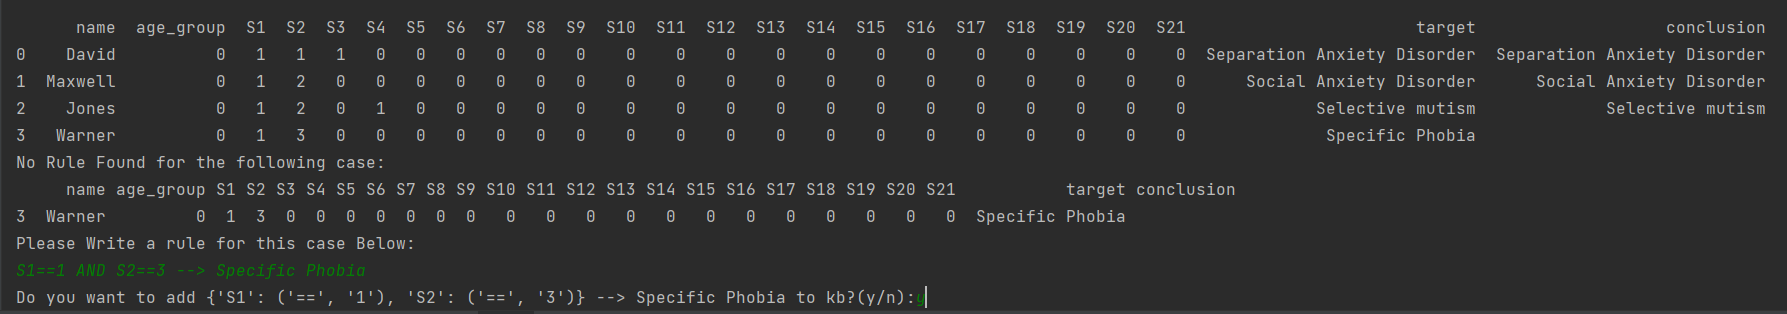 name age_group S1 S2 S3 S4 S5 S6 S7 S8 S9 S10 S11 S12 S13 S14 S15 S16 S17 S18 S19 S20 S21 target conclusion
0 David 0 1 1 1 0 0 0 0 0 0 0 0 0 0 0 0 0 0 0 0 0 0 Separation Anxiety Disorder Separation Anxiety Disorder
1 Maxwell 0 1 2 0 0 0 0 0 0 0 0 0 0 0 0 0 0 0 0 0 0 0 Social Anxiety Disorder Social Anxiety Disorder
2 Jones 0 1 2 0 1 0 0 0 0 0 0 0 0 0 0 0 0 0 0 0 0 0 Selective mutism Selective mutism
3 Warner 0 1 3 0 0 0 0 0 0 0 0 0 0 0 0 0 0 0 0 0 0 0 Specific Phobia
No Rule Found for the following case:
name age_group S1 S2 S3 S4 S5 S6 S7 S8 S9 S10 S11 S12 S13 S14 S15 S16 S17 S18 S19 S20 S21 target conclusion
3 Warner 0 1 3 0 0 0 0 0 0 0 0 0 0 0 0 0 0 0 0 0 0 0 Specific Phobia
Please Write a rule for this case Below:
S1==1 AND S2==3 --> Specific Phobia
Do you want to add {'S1': ('==', '1'), 'S2': ('==', '3')} --> Specific Phobia to kb?(y/n):y